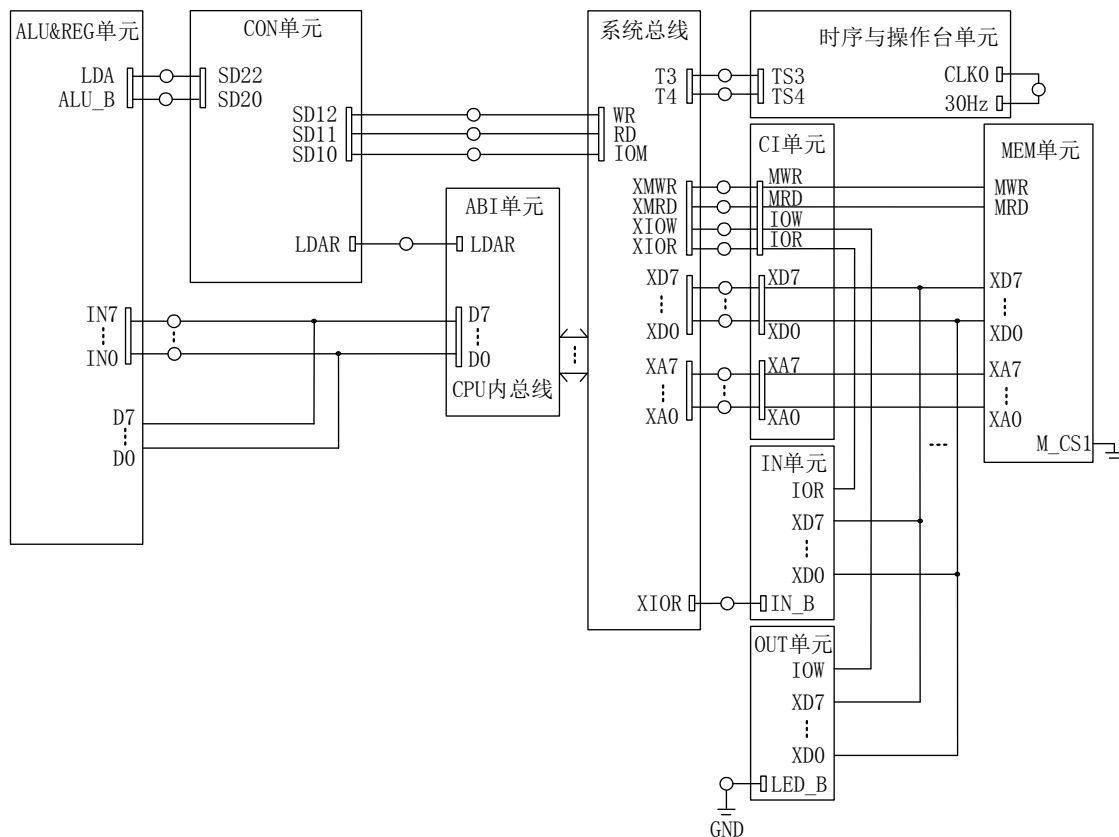 ALU&REG单元
LDA
ALU_B
IN7
IN0
D7
D0
CON单元
SD22
SD20
SD12
SD11
SD10
LDAR
ABI单元
LDAR
D7
D0
CPU内总线
系统总线
T3
T4
WR
RD
IOM
XMWR
XMRD
XIOW
XIOR
XD7
XD0
XA7
XA0
XIOR
时序与操作台单元
TS3
TS4
CLK0
30Hz
CI单元
MWR
MRD
IOW
IOR
XD7
XD0
XA7
XA0
MEM单元
MWR
MRD
XD7
XD0
XA7
XA0
M_CS1
IN单元
IOR
XD7
XD0
IN_B
OUT单元
IOW
XD7
XD0
LED_B
GND